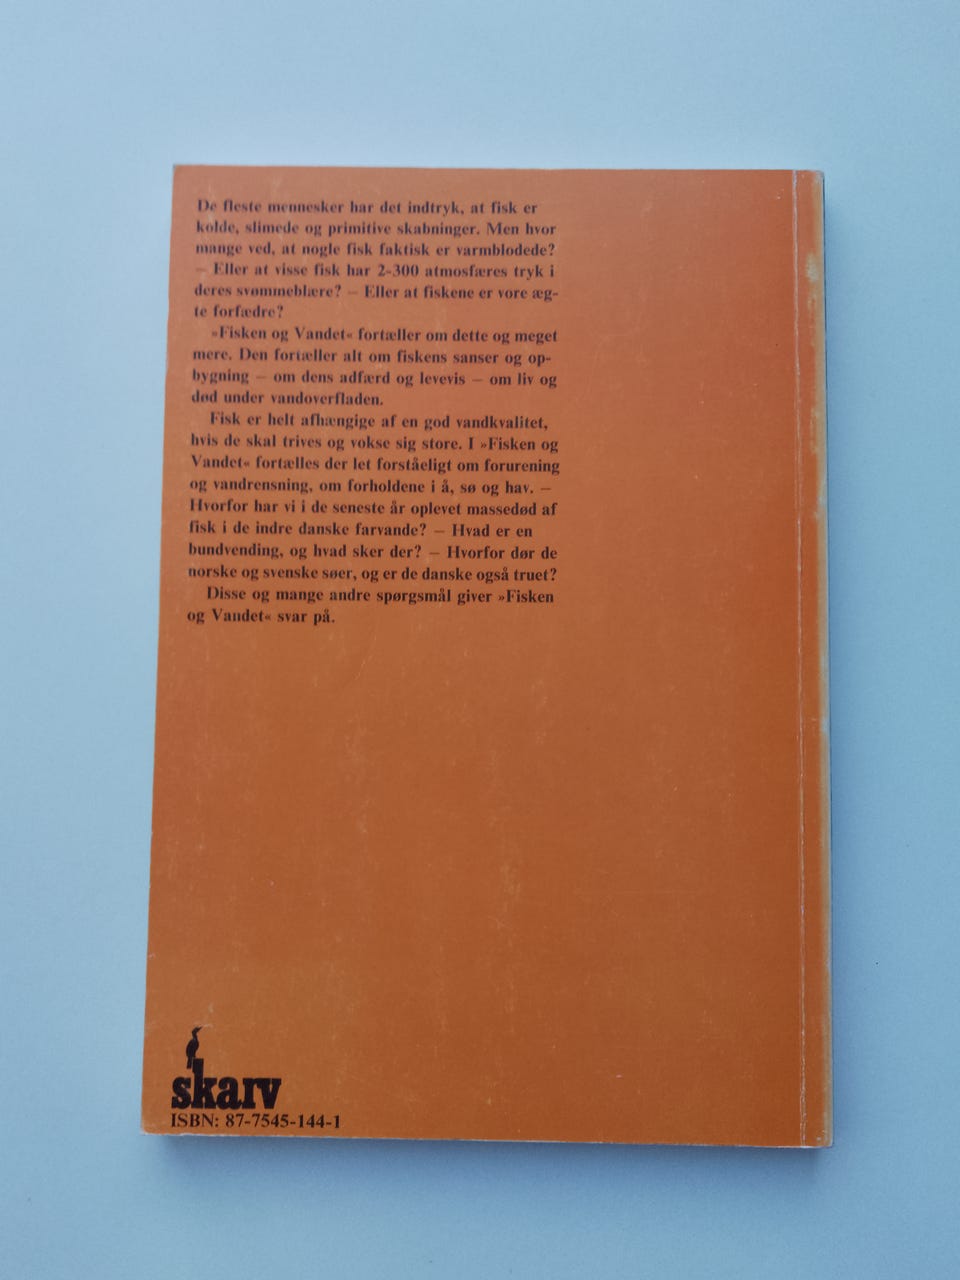 De fleste mennesker har det indtryk, at fisk er
kolde, slimede og primitive skabninger. Men hvor
mange ved, at nogle fisk faktisk er varmblodede?
– Eller at visse fisk har 2-300 atmosfæres tryk i
deres svømmeblære? – Eller at fiskene er vore æg-
te forfædre?
»Fisken og Vandet« fortæller om dette og meget
mere. Den fortæller alt om fiskens sanser og op-
bygning – om dens adfærd og levevis – om liv og
død under vandoverfladen.
Fisk er helt afhængige af en god vandkvalitet,
hvis de skal trives og vokse sig store. I »Fisken og
Vandet« fortælles der let forståeligt om forurening
og vandrensning, om forholdene i å, sø og hav. –
Hvorfor har vi i de seneste år oplevet massedød af
fisk i de indre danske farvande? – Hvad er en
bundvending, og hvad sker der? – Hvorfor dør de
norske og svenske søer, og er de danske også truet?
Disse og mange andre spørgsmål giver »Fisken
og Vandet« svar på.
skarv
ISBN: 87-7545-144-1